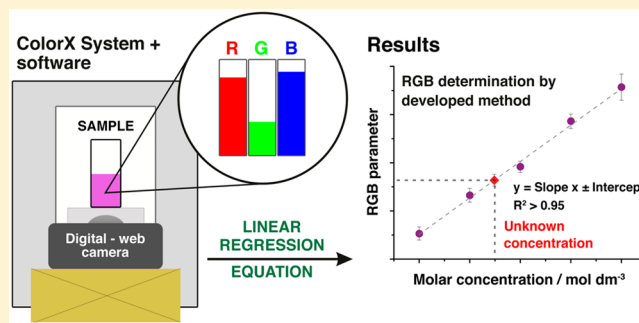 ColorX System +
software
SAMPLE
Digital - web
camera
R G B
LINEAR
REGRESSION
EQUATION
Results
RGB determination by
developed method
RGB parameter
y = Slope x ± Intercept
R² > 0.95
Unknown
concentration
Molar concentration / mol dm⁻³